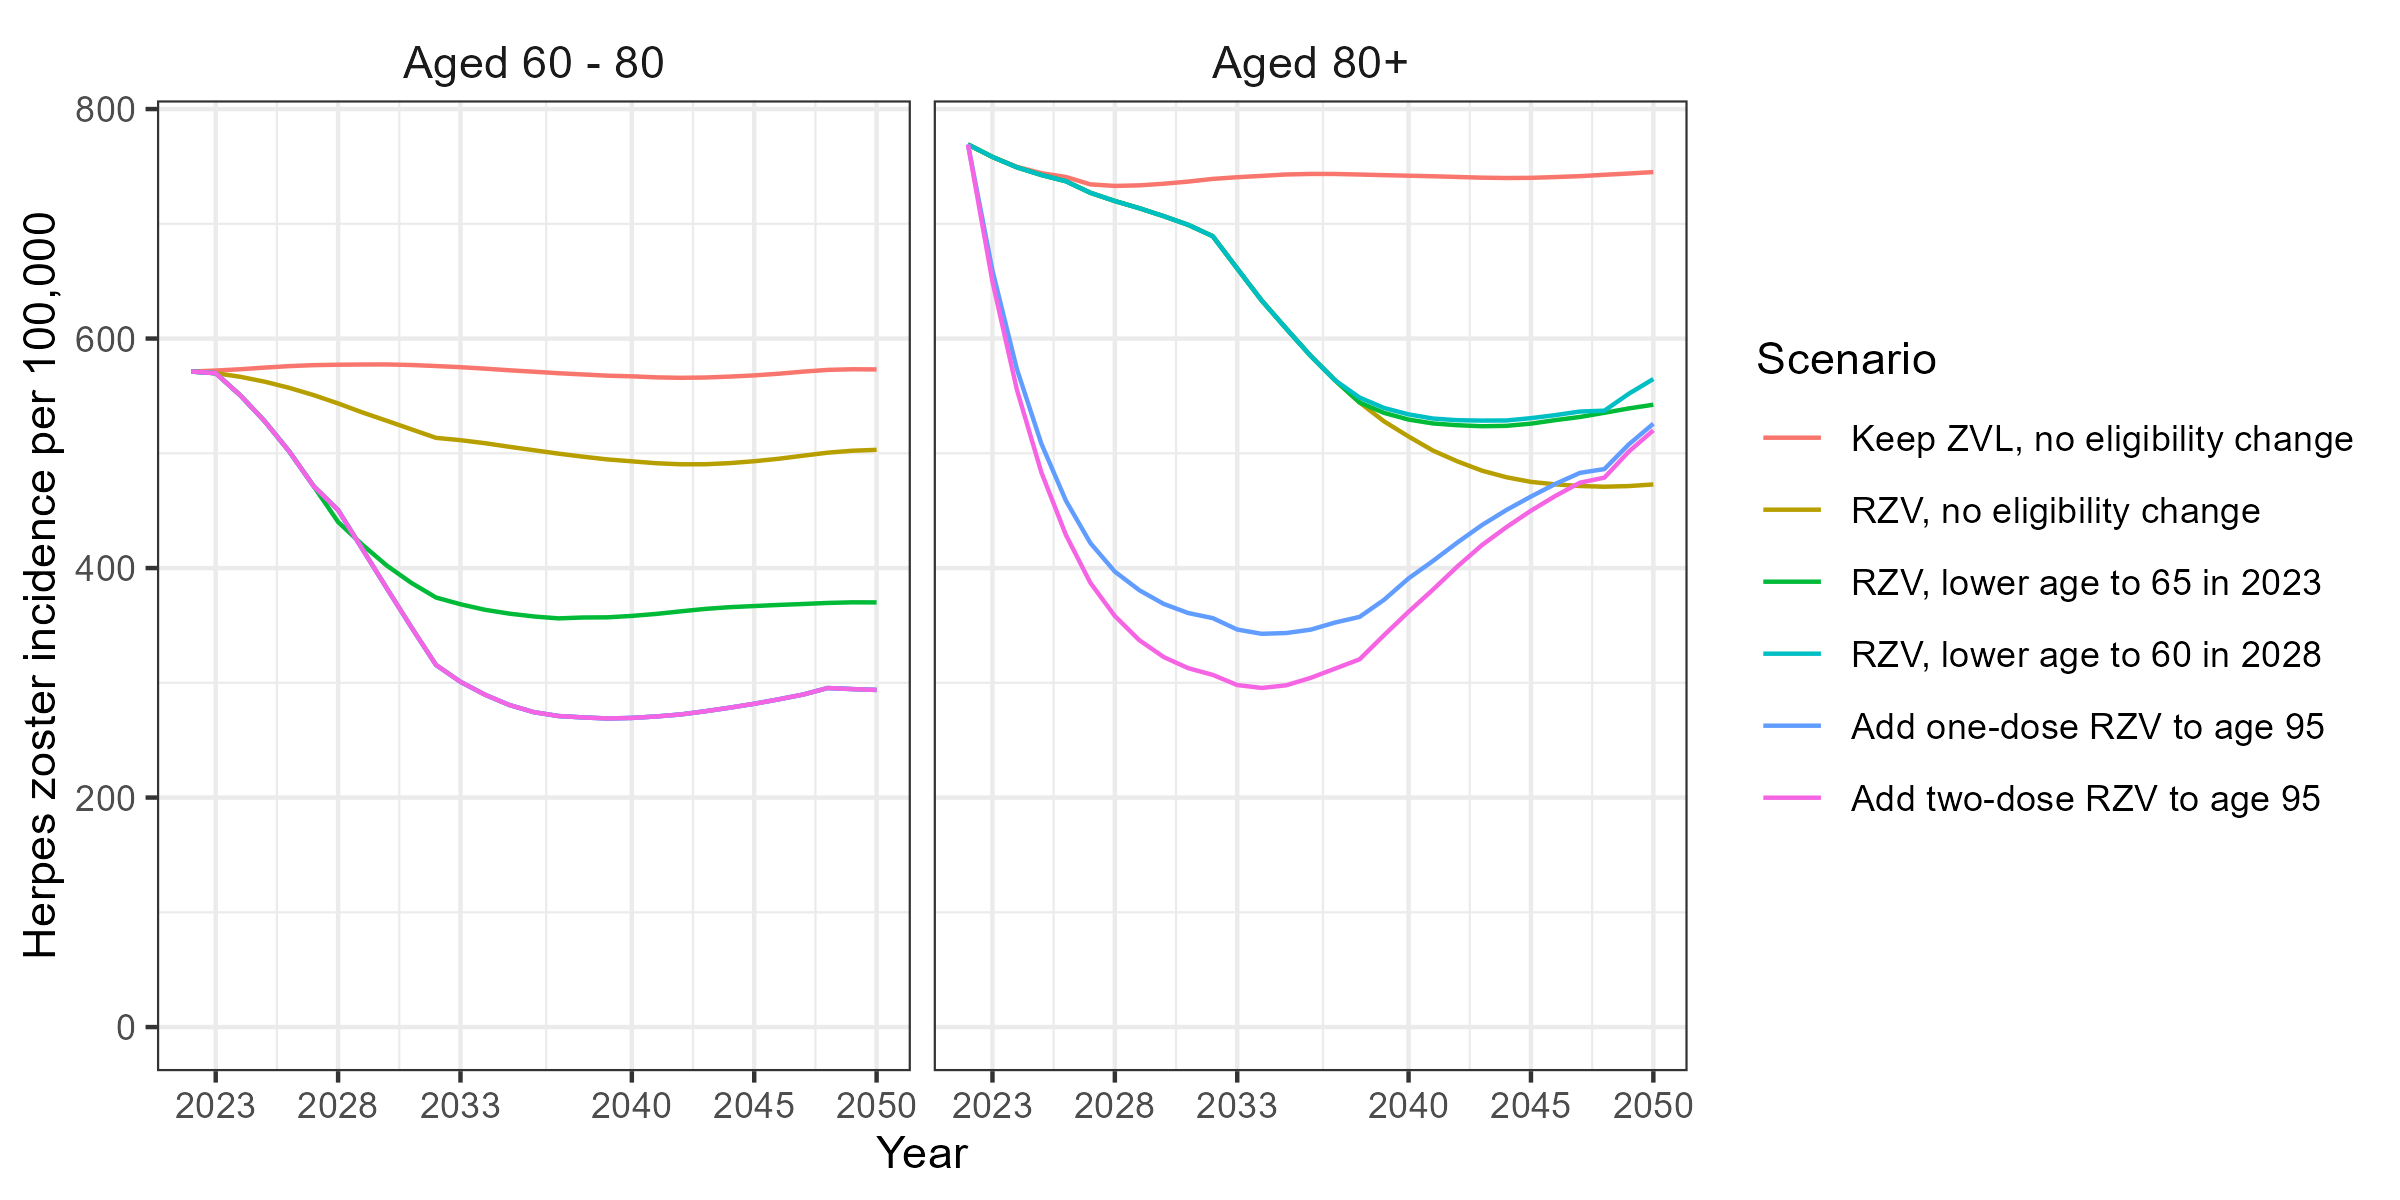 Aged 60 - 80
Aged 80+
Herpes zoster incidence per 100,000
800
600
400
200
0
2023 2028 2033 2040 2045 2050
2023 2028 2033 2040 2045 2050
Year
Scenario
Keep ZVL, no eligibility change
RZV, no eligibility change
RZV, lower age to 65 in 2023
RZV, lower age to 60 in 2028
Add one-dose RZV to age 95
Add two-dose RZV to age 95